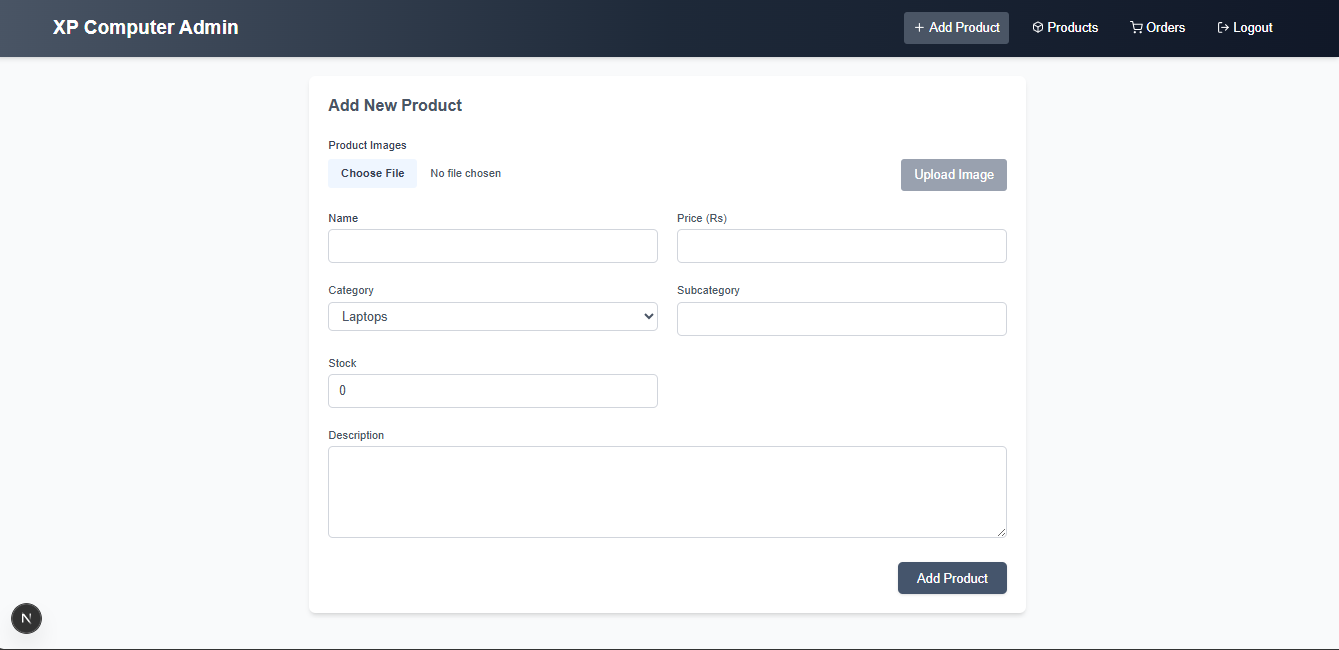 XP Computer Admin
Add Product
Products
Orders
Logout
Add New Product
Product Images
Choose File No file chosen
Upload Image
Name
Price (Rs)
Category
Subcategory
Laptops
Stock
0
Description
Add Product
N